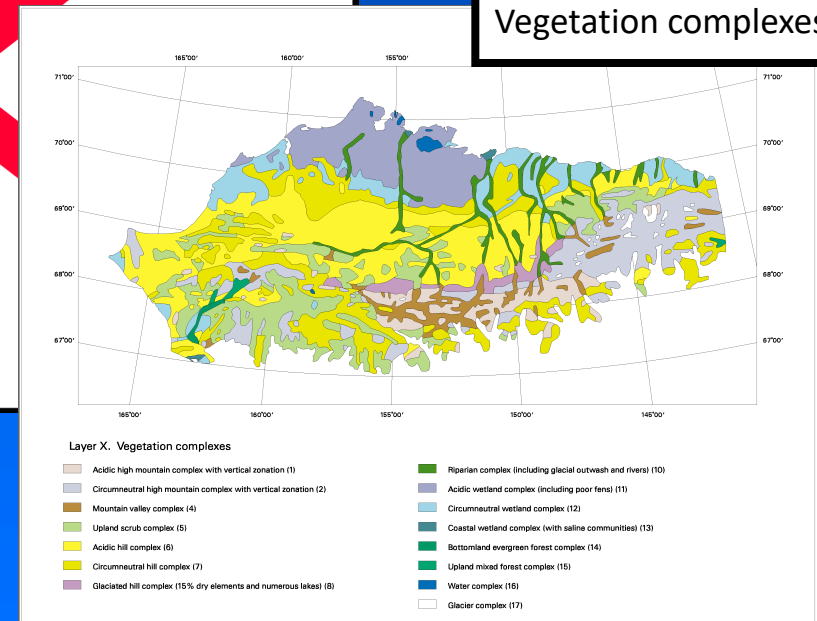 Vegetation complexes
165°00' 160°00' 155°00'
71°00' 71°00'
70°00' 70°00'
69°00' 69°00'
68°00' 68°00'
67°00' 67°00'
165°00' 160°00' 155°00' 150°00' 145°00'
Layer X. Vegetation complexes
Acidic high mountain complex with vertical zonation (1)
Circumneutral high mountain complex with vertical zonation (2)
Mountain valley complex (4)
Upland scrub complex (5)
Acidic hill complex (6)
Circumneutral hill complex (7)
Glaciated hill complex (15% dry elements and numerous lakes) (8)
Riparian complex (including glacial outwash and rivers) (10)
Acidic wetland complex (including poor fens) (11)
Circumneutral wetland complex (12)
Coastal wetland complex (with saline communities) (13)
Bottomland evergreen forest complex (14)
Upland mixed forest complex (15)
Water complex (16)
Glacier complex (17)